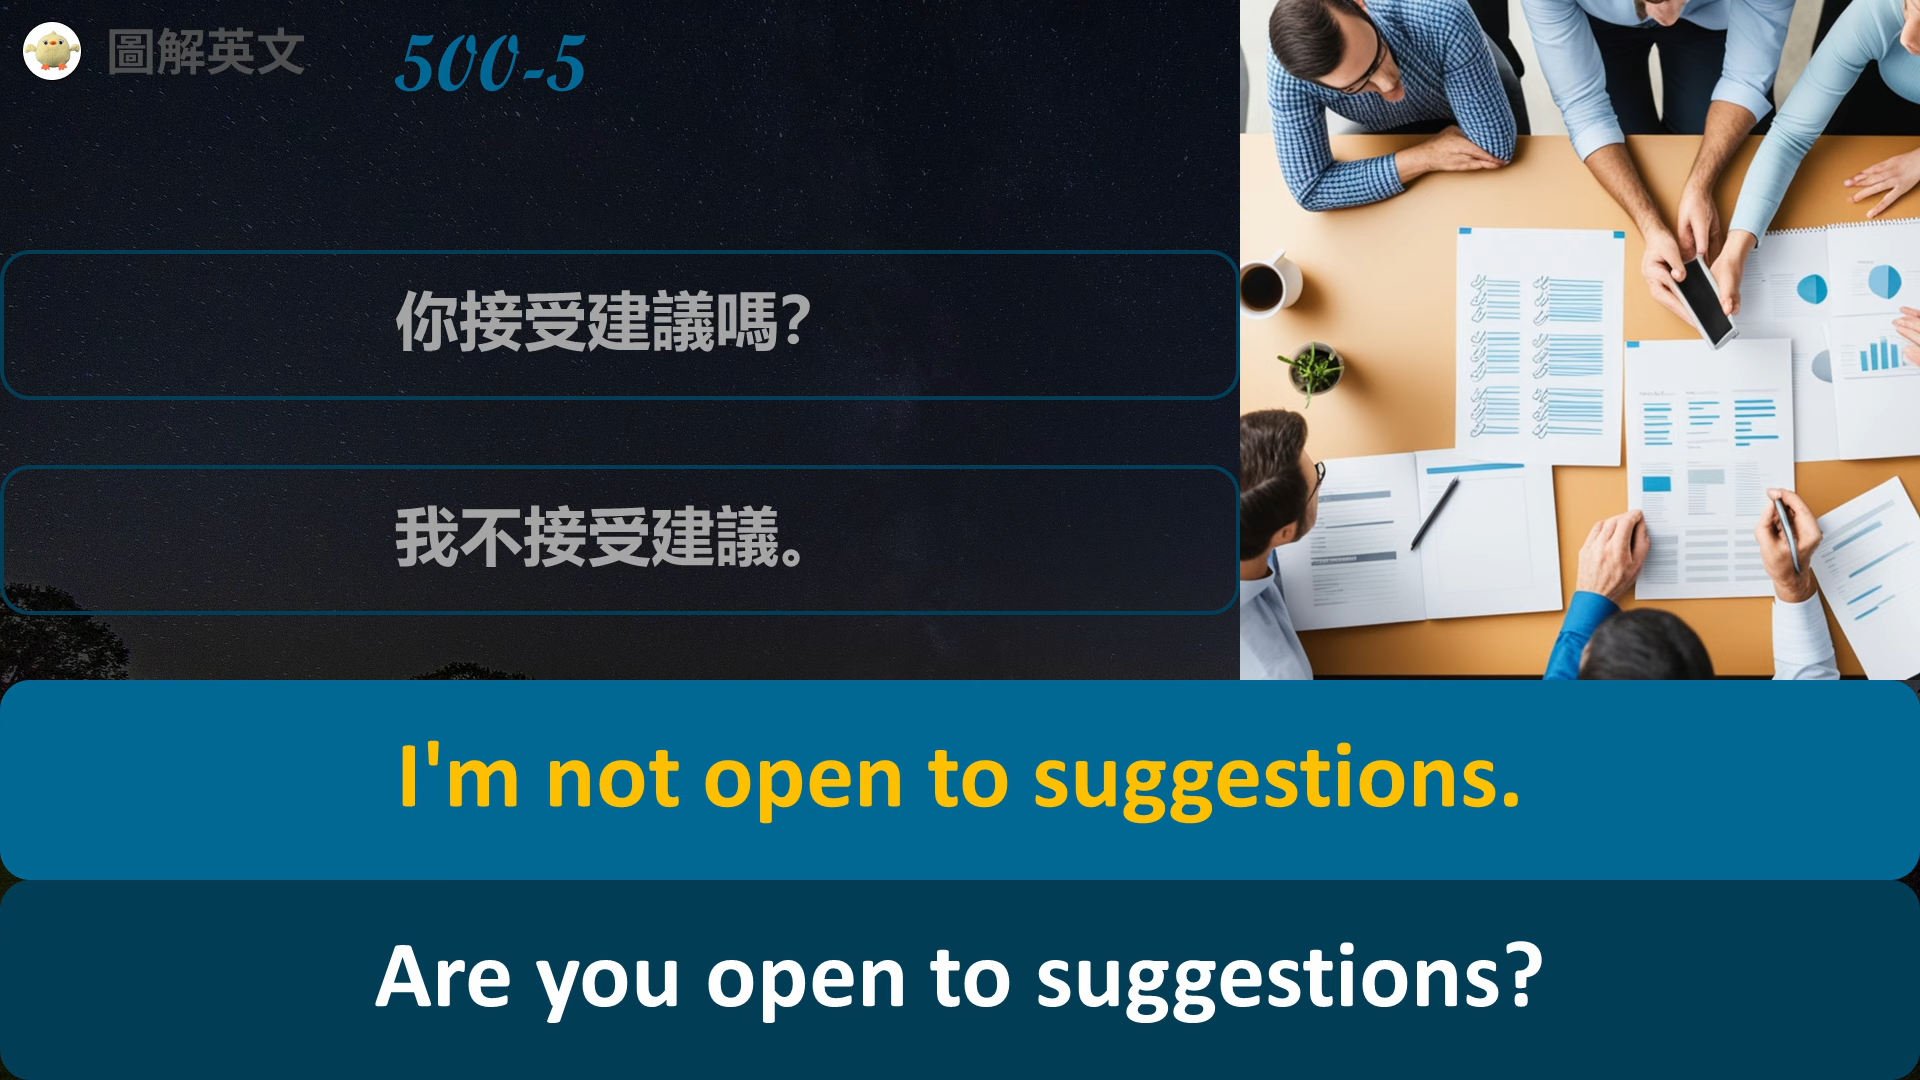 圖解英文
500-5
你接受建議嗎？
我不接受建議。
I'm not open to suggestions.
Are you open to suggestions?